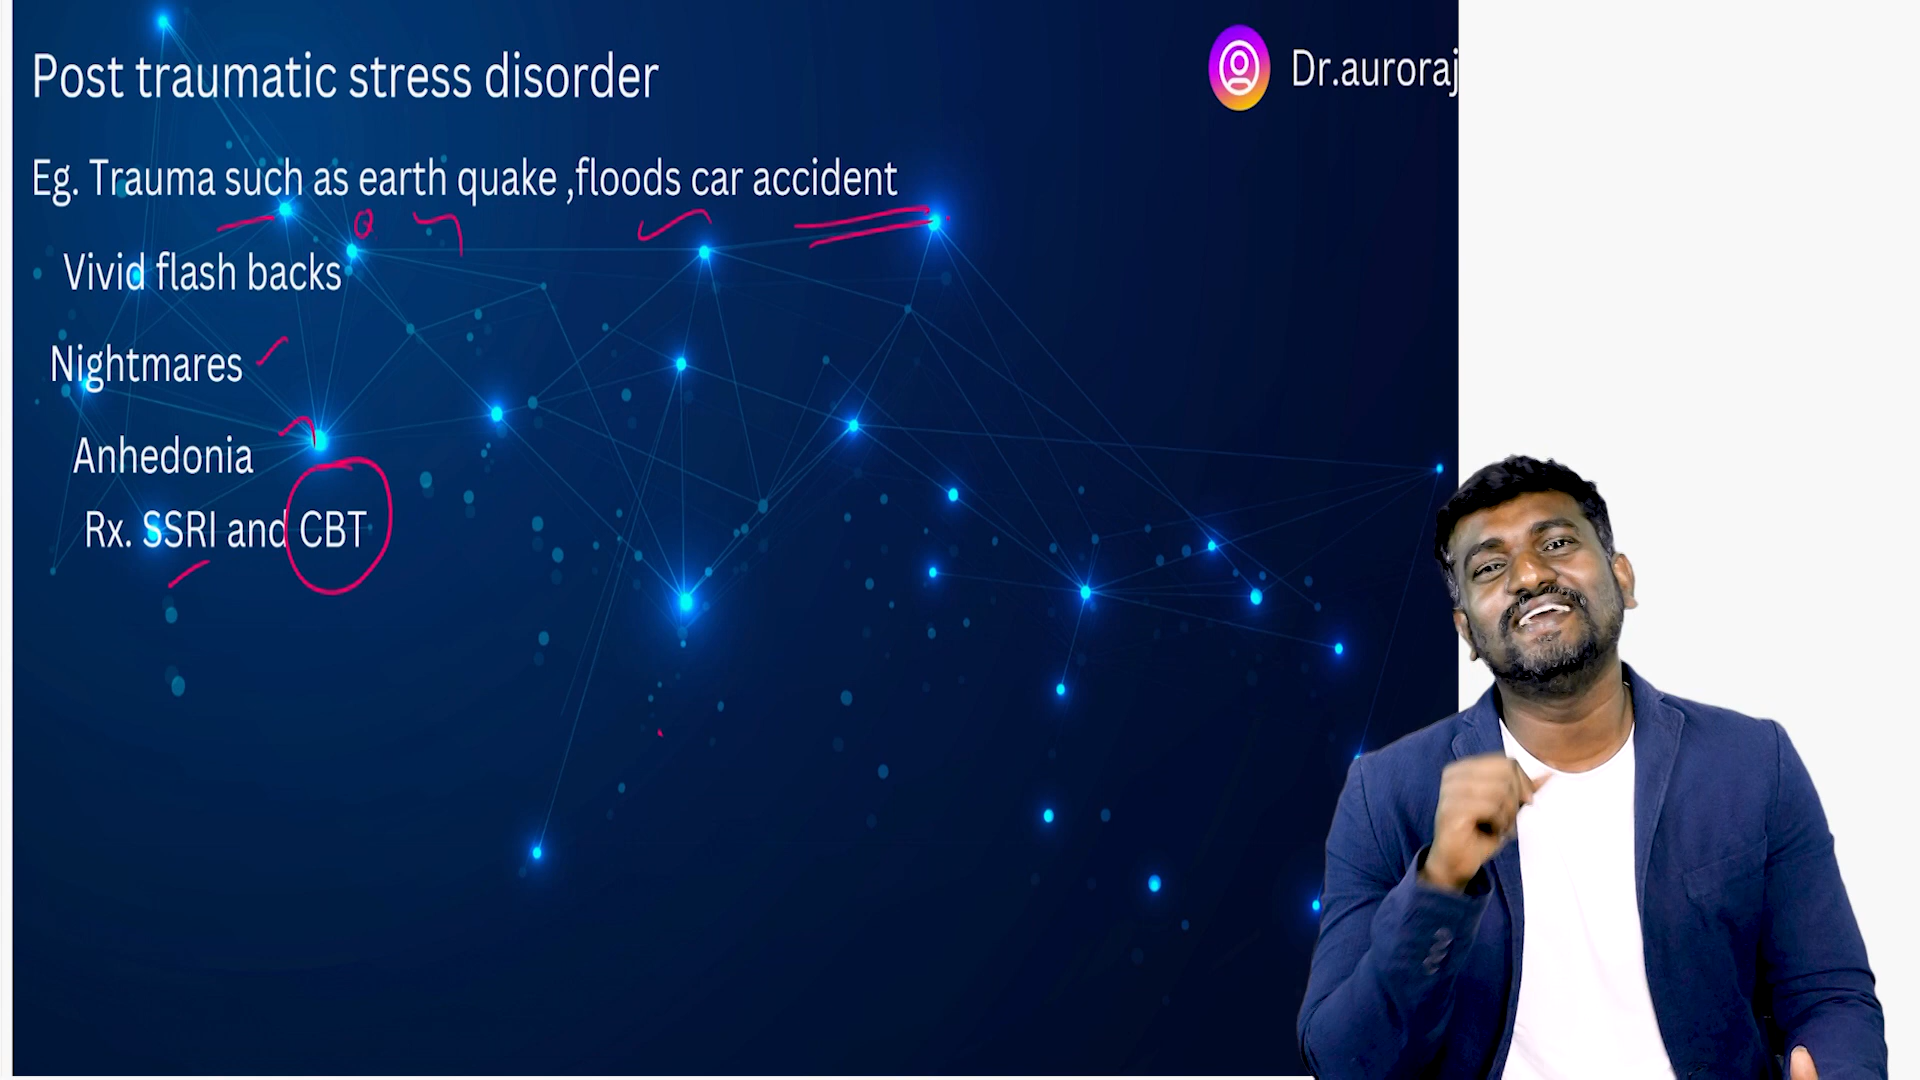 Post traumatic stress disorder
Dr.auroraj
Eg. Trauma such as earth quake ,floods car accident
Vivid flash backs
Nightmares
Anhedonia
Rx. SSRI and CBT